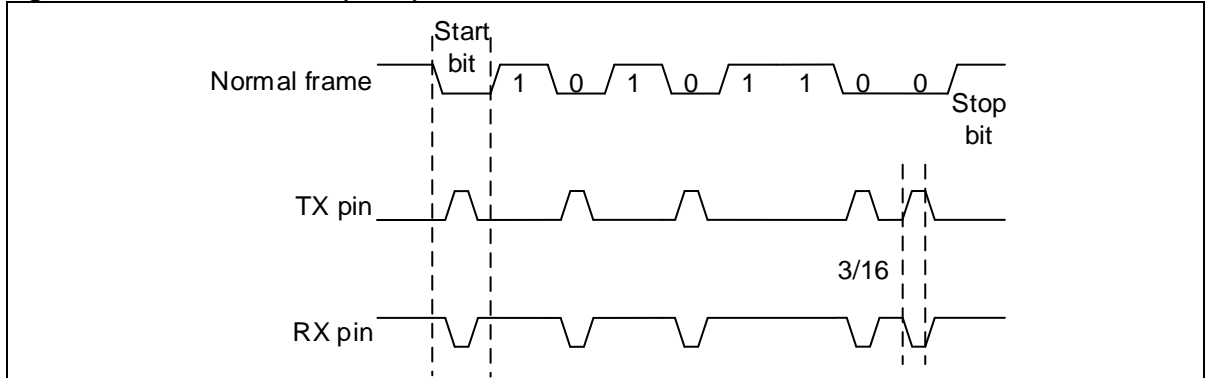 Start
bit
Normal frame
1 0 1 0 1 1 0 0
Stop
bit
TX pin
3/16
RX pin